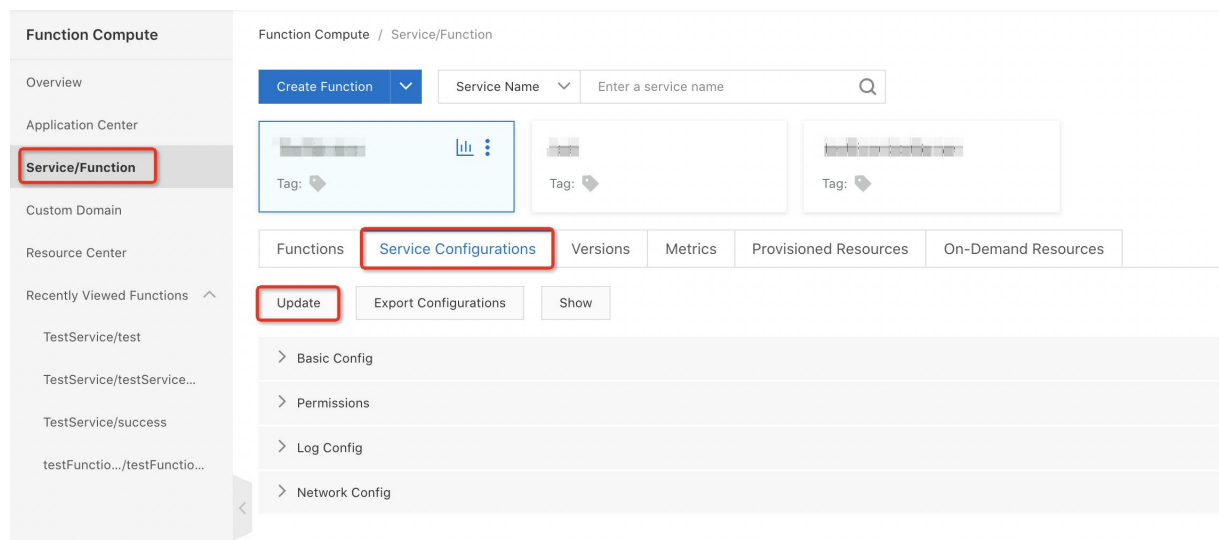 Function Compute
Function Compute / Service/Function
Overview
Application Center
Service/Function
Custom Domain
Resource Center
Recently Viewed Functions
TestService/test
TestService/testService...
TestService/success
testFunctio.../testFunctio...
Create Function
Service Name
Enter a service name
Tag:
Tag:
Tag:
Functions
Service Configurations
Versions
Metrics
Provisioned Resources
On-Demand Resources
Update
Export Configurations
Show
Basic Config
Permissions
Log Config
Network Config